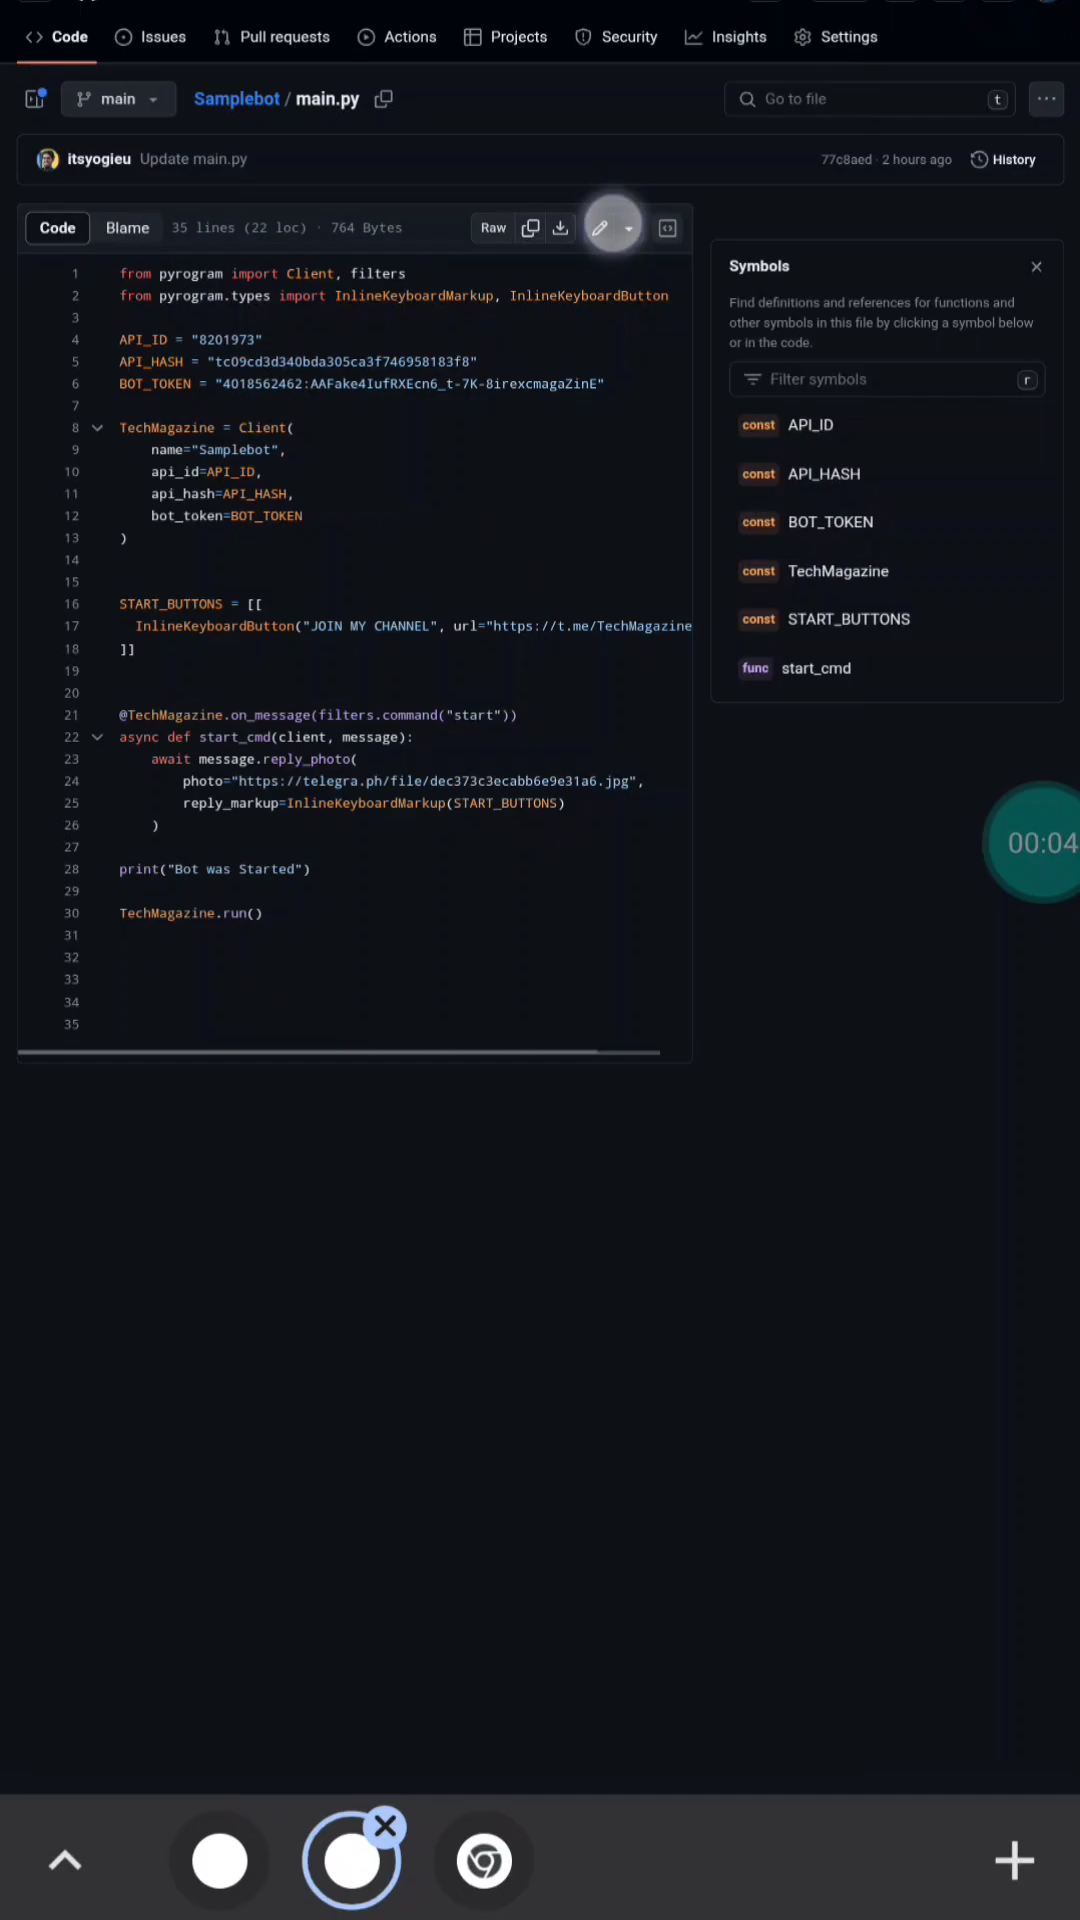 Code Issues Pull requests Actions Projects Security Insights Settings
main Samplebot / main.py Go to file t
itsyogieu Update main.py 77c8aed · 2 hours ago History
Code Blame 35 lines (22 loc) · 764 Bytes Raw
1 from pyrogram import Client, filters
2 from pyrogram.types import InlineKeyboardMarkup, InlineKeyboardButton
3
4 API_ID = "8201973"
5 API_HASH = "tc09cd3d340bda305ca3f746958183f8"
6 BOT_TOKEN = "4018562462:AAFake4IufRXEcn6_t-7K-8irexcmagaZinE"
7
8 TechMagazine = Client(
9 name="Samplebot",
10 api_id=API_ID,
11 api_hash=API_HASH,
12 bot_token=BOT_TOKEN
13 )
14
15
16 START_BUTTONS = [[
17 InlineKeyboardButton("JOIN MY CHANNEL", url="https://t.me/TechMagazine
18 ]]
19
20
21 @TechMagazine.on_message(filters.command("start"))
22 async def start_cmd(client, message):
23 await message.reply_photo(
24 photo="https://telegra.ph/file/dec373c3ecabb6e9e31a6.jpg",
25 reply_markup=InlineKeyboardMarkup(START_BUTTONS)
26 )
27
28 print("Bot was Started")
29
30 TechMagazine.run()
31
32
33
34
35
Symbols
Find definitions and references for functions and
other symbols in this file by clicking a symbol below
or in the code.
Filter symbols r
const API_ID
const API_HASH
const BOT_TOKEN
const TechMagazine
const START_BUTTONS
func start_cmd
00:04